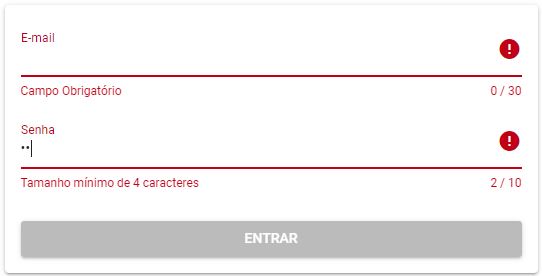 E-mail
Campo Obrigatório 0 / 30
Senha
••
Tamanho mínimo de 4 caracteres 2 / 10
ENTRAR